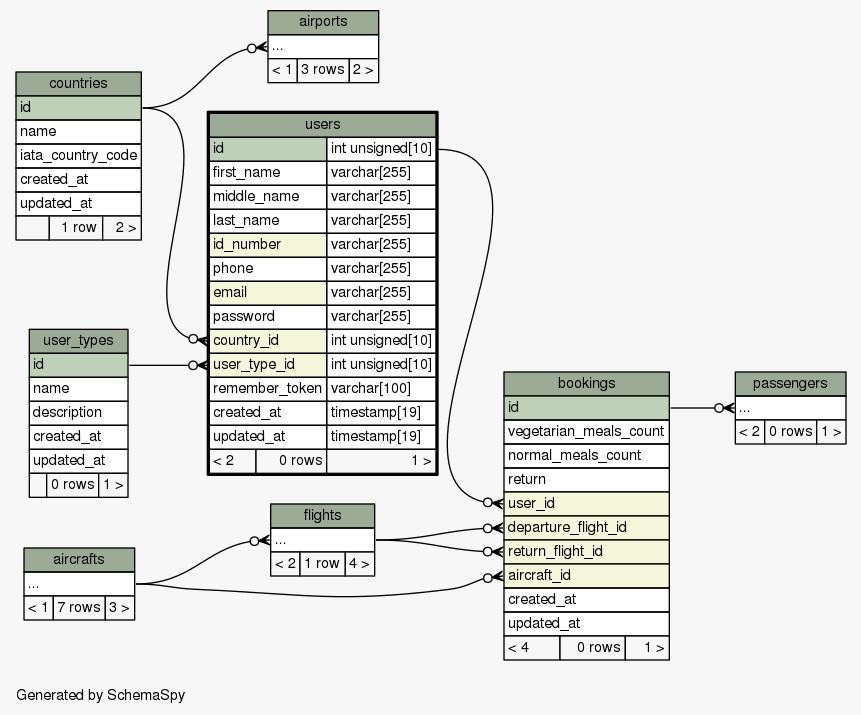 airports
...
< 1 3 rows 2 >
countries
id
name
iata_country_code
created_at
updated_at
1 row 2 >
users
id int unsigned[10]
first_name varchar[255]
middle_name varchar[255]
last_name varchar[255]
id_number varchar[255]
phone varchar[255]
email varchar[255]
password varchar[255]
country_id int unsigned[10]
user_type_id int unsigned[10]
remember_token varchar[100]
created_at timestamp[19]
updated_at timestamp[19]
< 2 0 rows 1 >
user_types
id
name
description
created_at
updated_at
0 rows 1 >
bookings
id
vegetarian_meals_count
normal_meals_count
return
user_id
departure_flight_id
return_flight_id
aircraft_id
created_at
updated_at
< 4 0 rows 1 >
passengers
...
< 2 0 rows 1 >
flights
...
< 2 1 row 4 >
aircrafts
...
< 1 7 rows 3 >
Generated by SchemaSpy